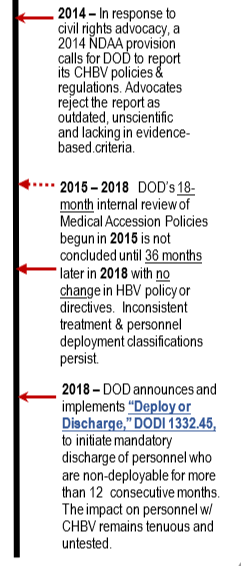 2014 – In response to
civil rights advocacy, a
2014 NDAA provision
calls for DOD to report
its CHBV policies &
regulations. Advocates
reject the report as
outdated, unscientific
and lacking in evidence-
based.criteria.
2015 – 2018 DOD's 18-
month internal review of
Medical Accession Policies
begun in 2015 is not
concluded until 36 months
later in 2018 with no
change in HBV policy or
directives. Inconsistent
treatment & personnel
deployment classifications
persist.
2018 – DOD announces and
implements "Deploy or
Discharge," DODI 1332.45,
to initiate mandatory
discharge of personnel who
are non-deployable for more
than 12 consecutive months.
The impact on personnel w/
CHBV remains tenuous and
untested.